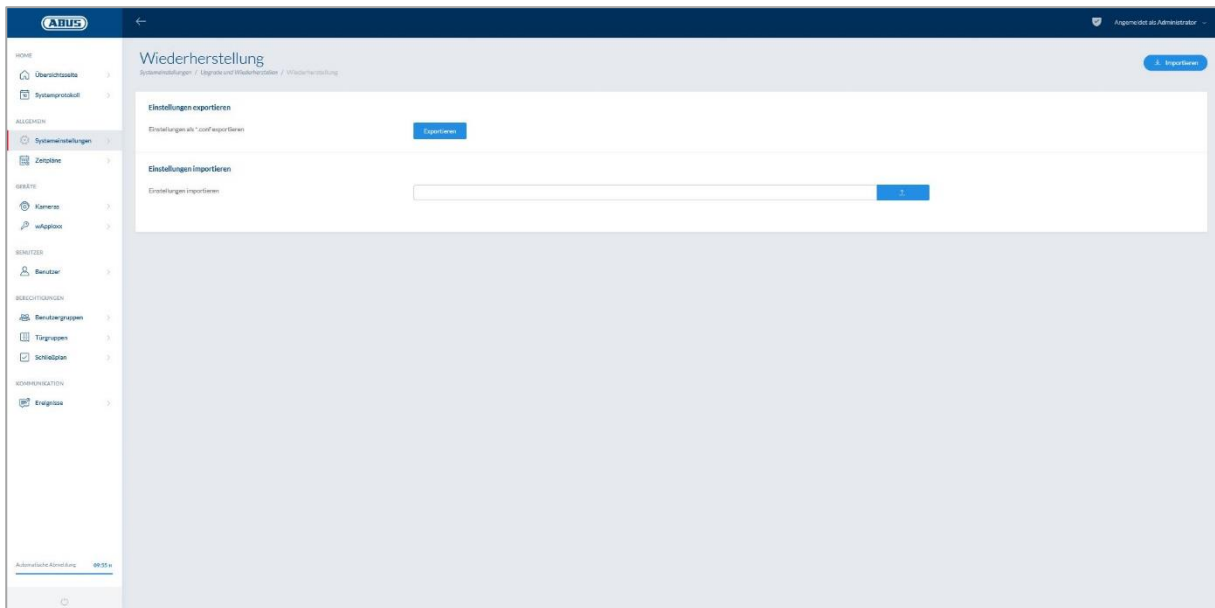 ABUS
Angemeldet als Administrator
HOME
Übersichtsseite
Systemprotokoll
ALLGEMEIN
Systemeinstellungen
Zeitpläne
GERÄTE
Kameras
wAppLoxx
BENUTZER
Benutzer
BERECHTIGUNGEN
Benutzergruppen
Türgruppen
Schließplan
KOMMUNIKATION
Ereignisse
Automatische Abmeldung 09:55
Wiederherstellung
Systemeinstellungen / Upgrade und Wiederherstellen / Wiederherstellung
Importieren
Einstellungen exportieren
Einstellungen als *.conf exportieren
Exportieren
Einstellungen importieren
Einstellungen importieren